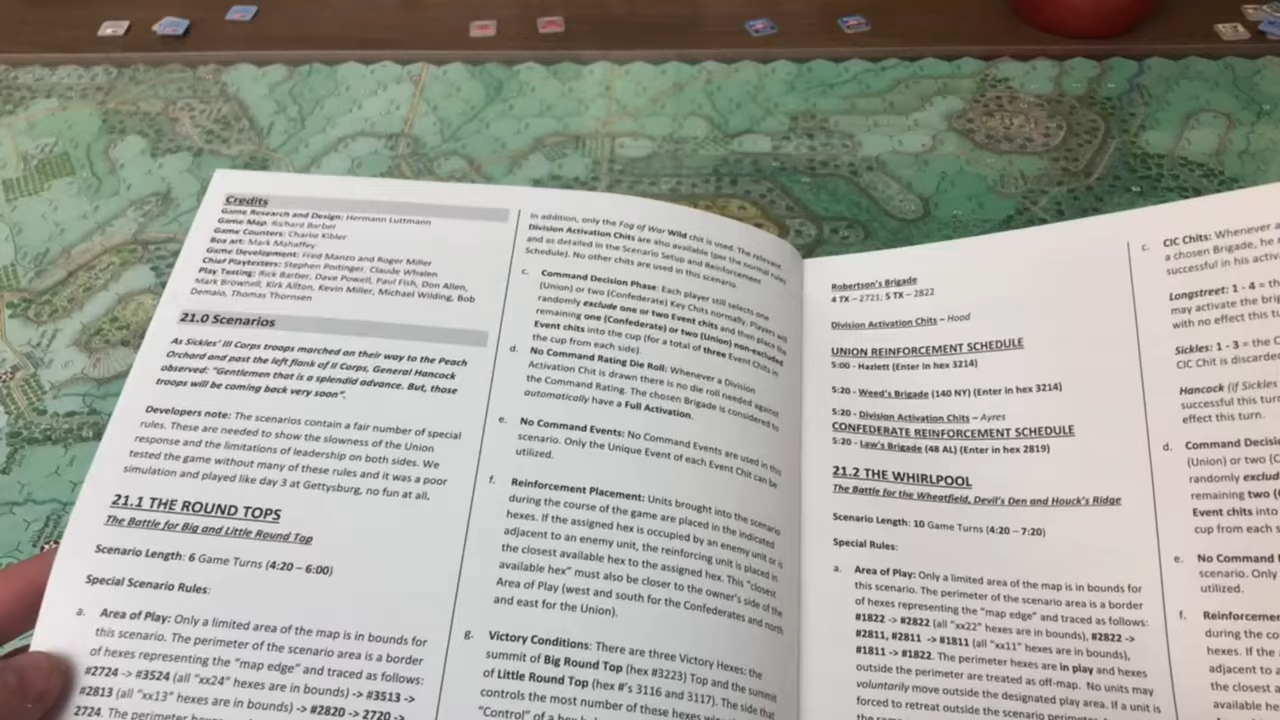 Credits
Game Research and Design: Hermann Luttmann
Game Map: Richard Barber
Game Counters: Charlie Kibler
Box art: Mark Mahaffey
Game Development: Fred Manzo and Roger Miller
Chief Playtesters: Stephen Poitinger, Claude Whalen
Play Testing: Rick Barber, Dave Powell, Paul Fish, Don Allen,
Mark Brownell, Kirk Allton, Kevin Miller, Michael Wilding, Bob
Demaio, Thomas Thornsen
21.0 Scenarios
As Sickles' III Corps troops marched on their way to the Peach
Orchard and past the left flank of II Corps, General Hancock
observed: "Gentlemen that is a splendid advance. But, those
troops will be coming back very soon".
Developers note: The scenarios contain a fair number of special
rules. These are needed to show the slowness of the Union
response and the limitations of leadership on both sides. We
tested the game without many of these rules and it was a poor
simulation and played like day 3 at Gettysburg, no fun at all.
21.1 THE ROUND TOPS
The Battle for Big and Little Round Top
Scenario Length: 6 Game Turns (4:20 – 6:00)
Special Scenario Rules:
a. Area of Play: Only a limited area of the map is in bounds for
this scenario. The perimeter of the scenario area is a border
of hexes representing the "map edge" and traced as follows:
#2724 -> #3524 (all "xx24" hexes are in bounds) -> #3513 ->
#2813 (all "xx13" hexes are in bounds) -> #2820 -> 2720 ->
2724. The perimeter
In addition, only the Fog of War Wild chit is used. The relevant
Division Activation Chits are also available (per the normal rules
and as detailed in the Scenario Setup and Reinforcement
Schedule). No other chits are used in this scenario.
c. Command Decision Phase: Each player still selects one
(Union) or two (Confederate) Key Chits normally. Players will
randomly exclude one or two Event chits and then place the
remaining one (Confederate) or two (Union) non-excluded
Event chits into the cup (for a total of three Event Chits in
the cup from each side).
d. No Command Rating Die Roll: Whenever a Division
Activation Chit is drawn there is no die roll needed against
the Command Rating. The chosen Brigade is considered to
automatically have a Full Activation.
e. No Command Events: No Command Events are used in this
scenario. Only the Unique Event of each Event Chit can be
utilized.
f. Reinforcement Placement: Units brought into the scenario
during the course of the game are placed in the indicated
hexes. If the assigned hex is occupied by an enemy unit or is
adjacent to an enemy unit, the reinforcing unit is placed in
the closest available hex to the assigned hex. This "closest
available hex" must also be closer to the owner's side of the
Area of Play (west and south for the Confederates and north
and east for the Union).
g. Victory Conditions: There are three Victory Hexes: the
summit of Big Round Top (hex #3223) Top and the summit
of Little Round Top (hex #'s 3116 and 3117). The side that
controls the most number of these hexes
"Control" of a
Robertson's Brigade
4 TX – 2721; 5 TX – 2822
Division Activation Chits – Hood
UNION REINFORCEMENT SCHEDULE
5:00 - Hazlett (Enter in hex 3214)
5:20 - Weed's Brigade (140 NY) (Enter in hex 3214)
5:20 - Division Activation Chits – Ayres
CONFEDERATE REINFORCEMENT SCHEDULE
5:20 - Law's Brigade (48 AL) (Enter in hex 2819)
21.2 THE WHIRLPOOL
The Battle for the Wheatfield, Devil's Den and Houck's Ridge
Scenario Length: 10 Game Turns (4:20 – 7:20)
Special Rules:
a. Area of Play: Only a limited area of the map is in bounds for
this scenario. The perimeter of the scenario area is a border
of hexes representing the "map edge" and traced as follows:
#1822 -> #2822 (all "xx22" hexes are in bounds), #2822 ->
#2811, #2811 -> #1811 (all "xx11" hexes are in bounds),
#1811 -> #1822. The perimeter hexes are in play and hexes
outside the perimeter are treated as off-map. No units may
voluntarily move outside the designated play area. If a unit is
forced to retreat outside the scenario
c. CIC Chits: Whenever a
a chosen Brigade, he
successful in his
Longstreet: 1 - 4 = th
may activate the
with no effect this
Sickles: 1 - 3 = the C
CIC Chit is discarde
Hancock (if Sickles
successful this tur
effect this turn.
d. Command Decisi
(Union) or two (C
randomly exclud
remaining two (
Event chits into
cup from each
e. No Command
scenario. Only
utilized.
f. Reinforceme
during the co
hexes. If the
adjacent to
the closest
available he